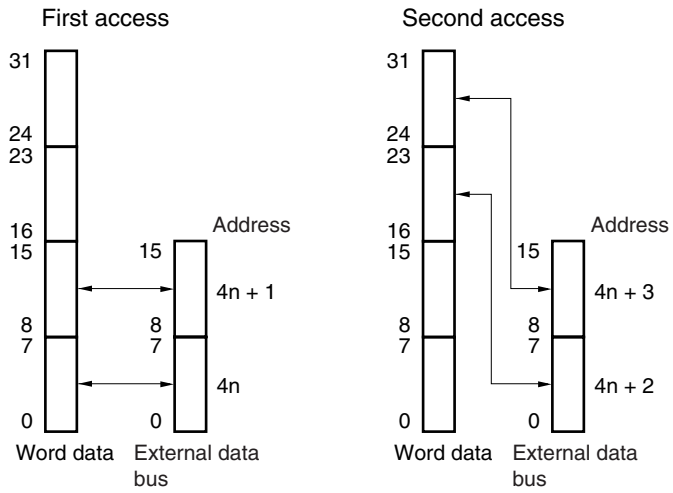 First access
31
24
23
16
15
8
7
0
Word data
Address
15
4n + 1
8
7
4n
0
External data
bus
Second access
31
24
23
16
15
8
7
0
Word data
Address
15
4n + 3
8
7
4n + 2
0
External data
bus